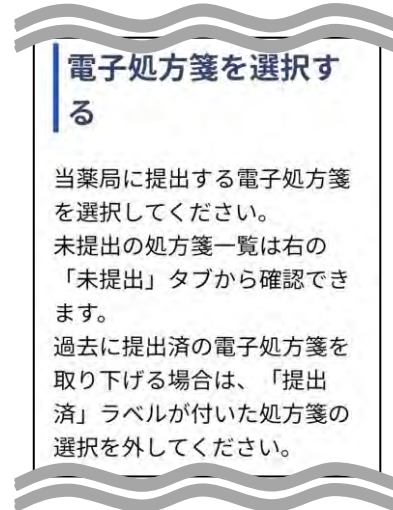 電子処方箋を選択す
る
当薬局に提出する電子処方箋
を選択してください。
未提出の処方箋一覧は右の
「未提出」タブから確認でき
ます。
過去に提出済の電子処方箋を
取り下げる場合は、「提出
済」ラベルが付いた処方箋の
選択を外してください。